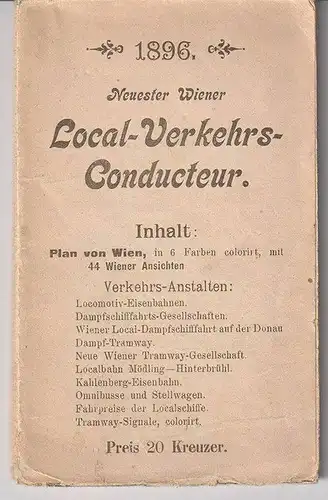 1896.
Neuester Wiener
Local-Verkehrs-
Conducteur.
Inhalt:
Plan von Wien, in 6 Farben colorirt, mit
44 Wiener Ansichten
Verkehrs-Anstalten:
Locomotiv-Eisenbahnen.
Dampfschifffahrts-Gesellschaften.
Wiener Local-Dampfschiffahrt auf der Donau
Dampf-Tramway.
Neue Wiener Tramway-Gesellschaft.
Localbahn Mödling—Hinterbrühl.
Kahlenberg-Eisenbahn.
Omnibusse und Stellwagen.
Fahrpreise der Localschiffe.
Tramway-Signale, colorirt.
Preis 20 Kreuzer.